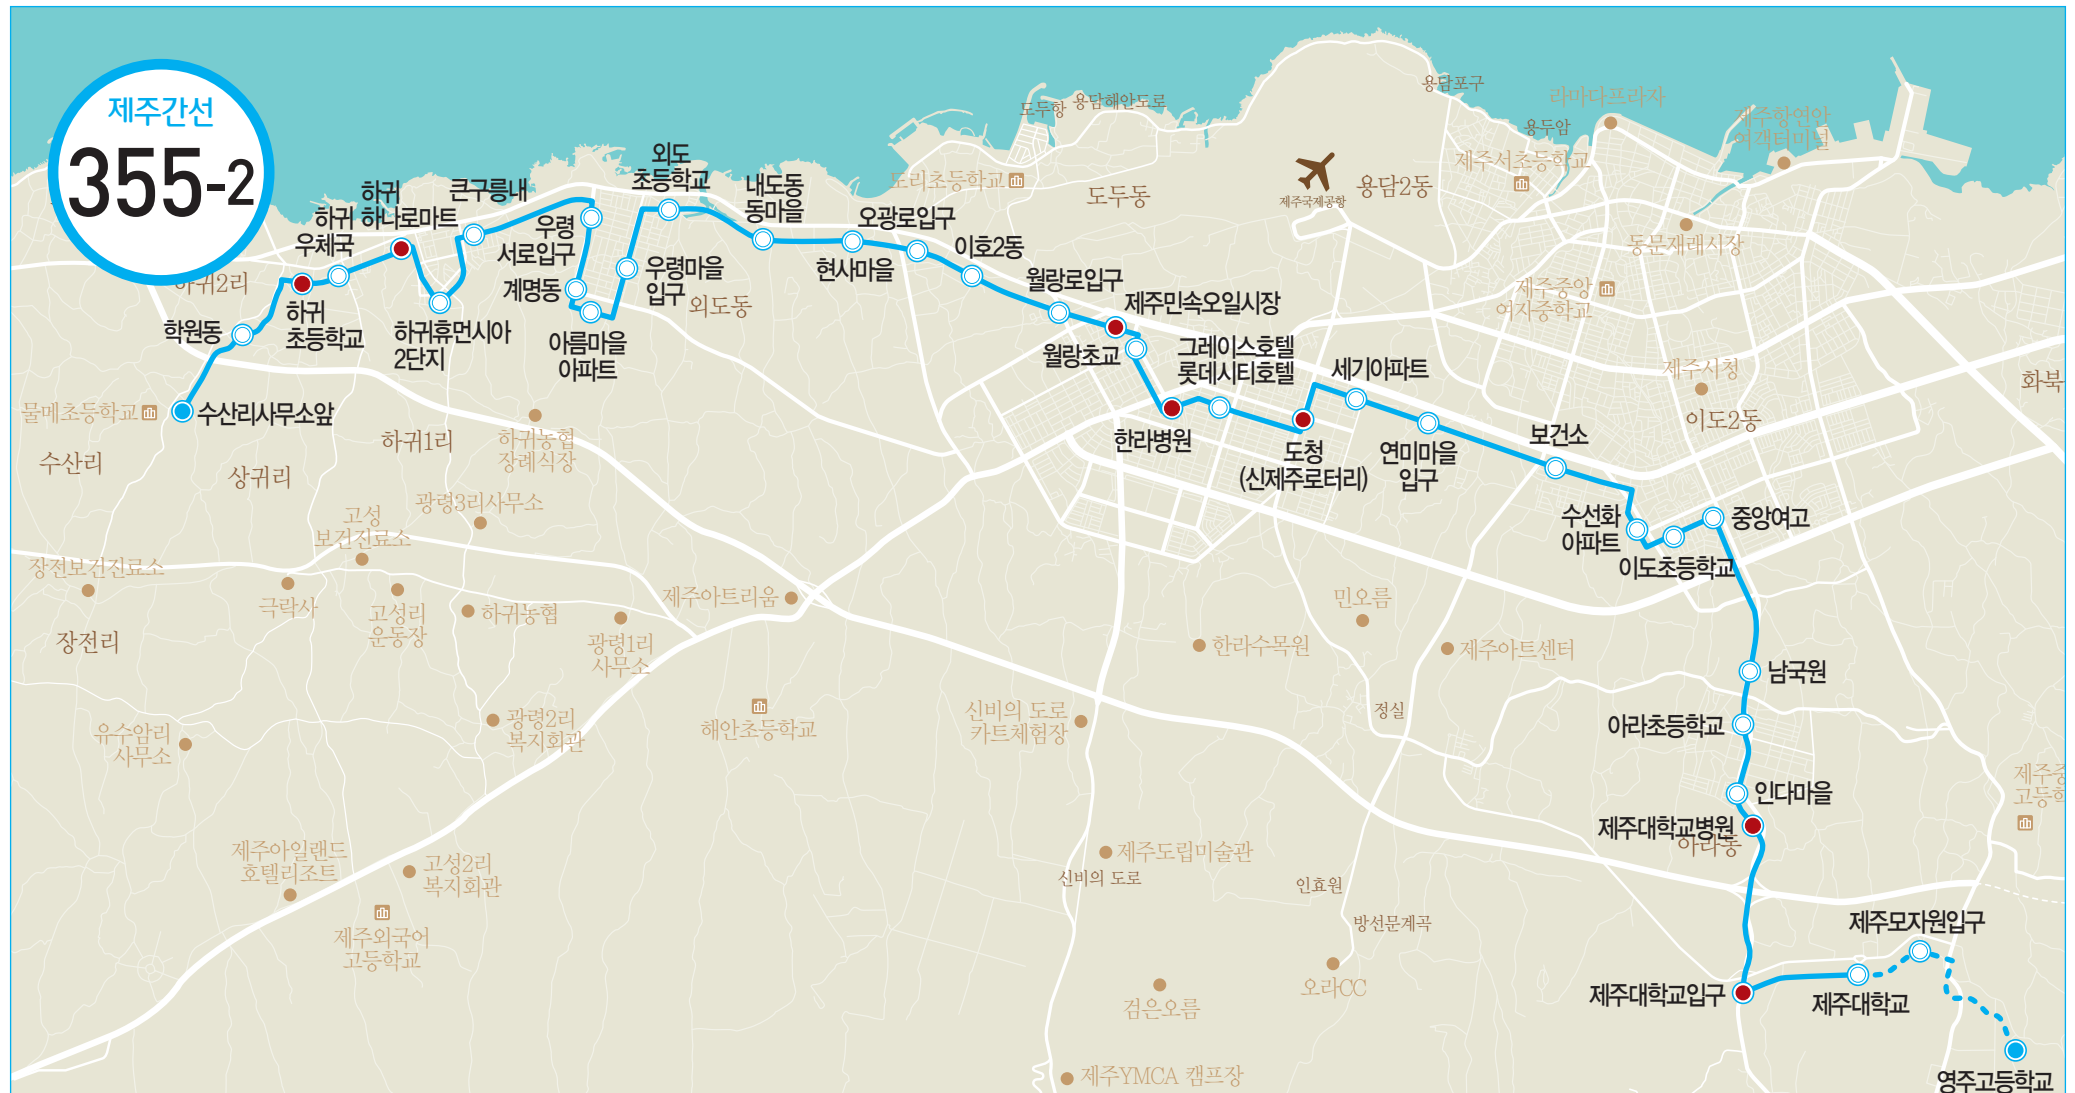 제주간선
355-2
용담포구
라마다프라자
도두항
용담해안도로
제주항연안
여객터미널
용두암
외도
초등학교
제주서초등학교
도리초등학교
내도동
동마을
도두동
용담2동
제주국제공항
하귀
하나로마트
큰구릉내
하귀
우체국
우령
서로입구
오광로입구
이호2동
동문재래시장
현사마을
우령마을
입구
월랑로입구
하귀2리
계명동
외도동
제주민속오일시장
제주중앙
여자중학교
하귀
초등학교
학원동
하귀휴먼시아
2단지
아름마을
아파트
월랑초교
그레이스호텔
롯데시티호텔
세기아파트
제주시청
화북
물메초등학교
수산리사무소앞
이도2동
하귀1리
하귀농협
장례식장
한라병원
도청
(신제주로터리)
연미마을
입구
보건소
수산리
상귀리
광령3리사무소
고성
보건진료소
수선화
아파트
중앙여고
이도초등학교
장전보건진료소
극락사
고성리
운동장
하귀농협
제주아트리움
민오름
장전리
광령1리
사무소
한라수목원
제주아트센터
남국원
유수암리
사무소
광령2리
복지회관
해안초등학교
신비의 도로
카트체험장
정실
아라초등학교
제주중
고등학
인다마을
제주대학교병원
아라동
제주아일랜드
호텔리조트
고성2리
복지회관
제주도립미술관
신비의 도로
인효원
방선문계곡
제주모자원입구
제주외국어
고등학교
오라CC
제주대학교입구
제주대학교
검은오름
제주YMCA 캠프장
영주고등학교